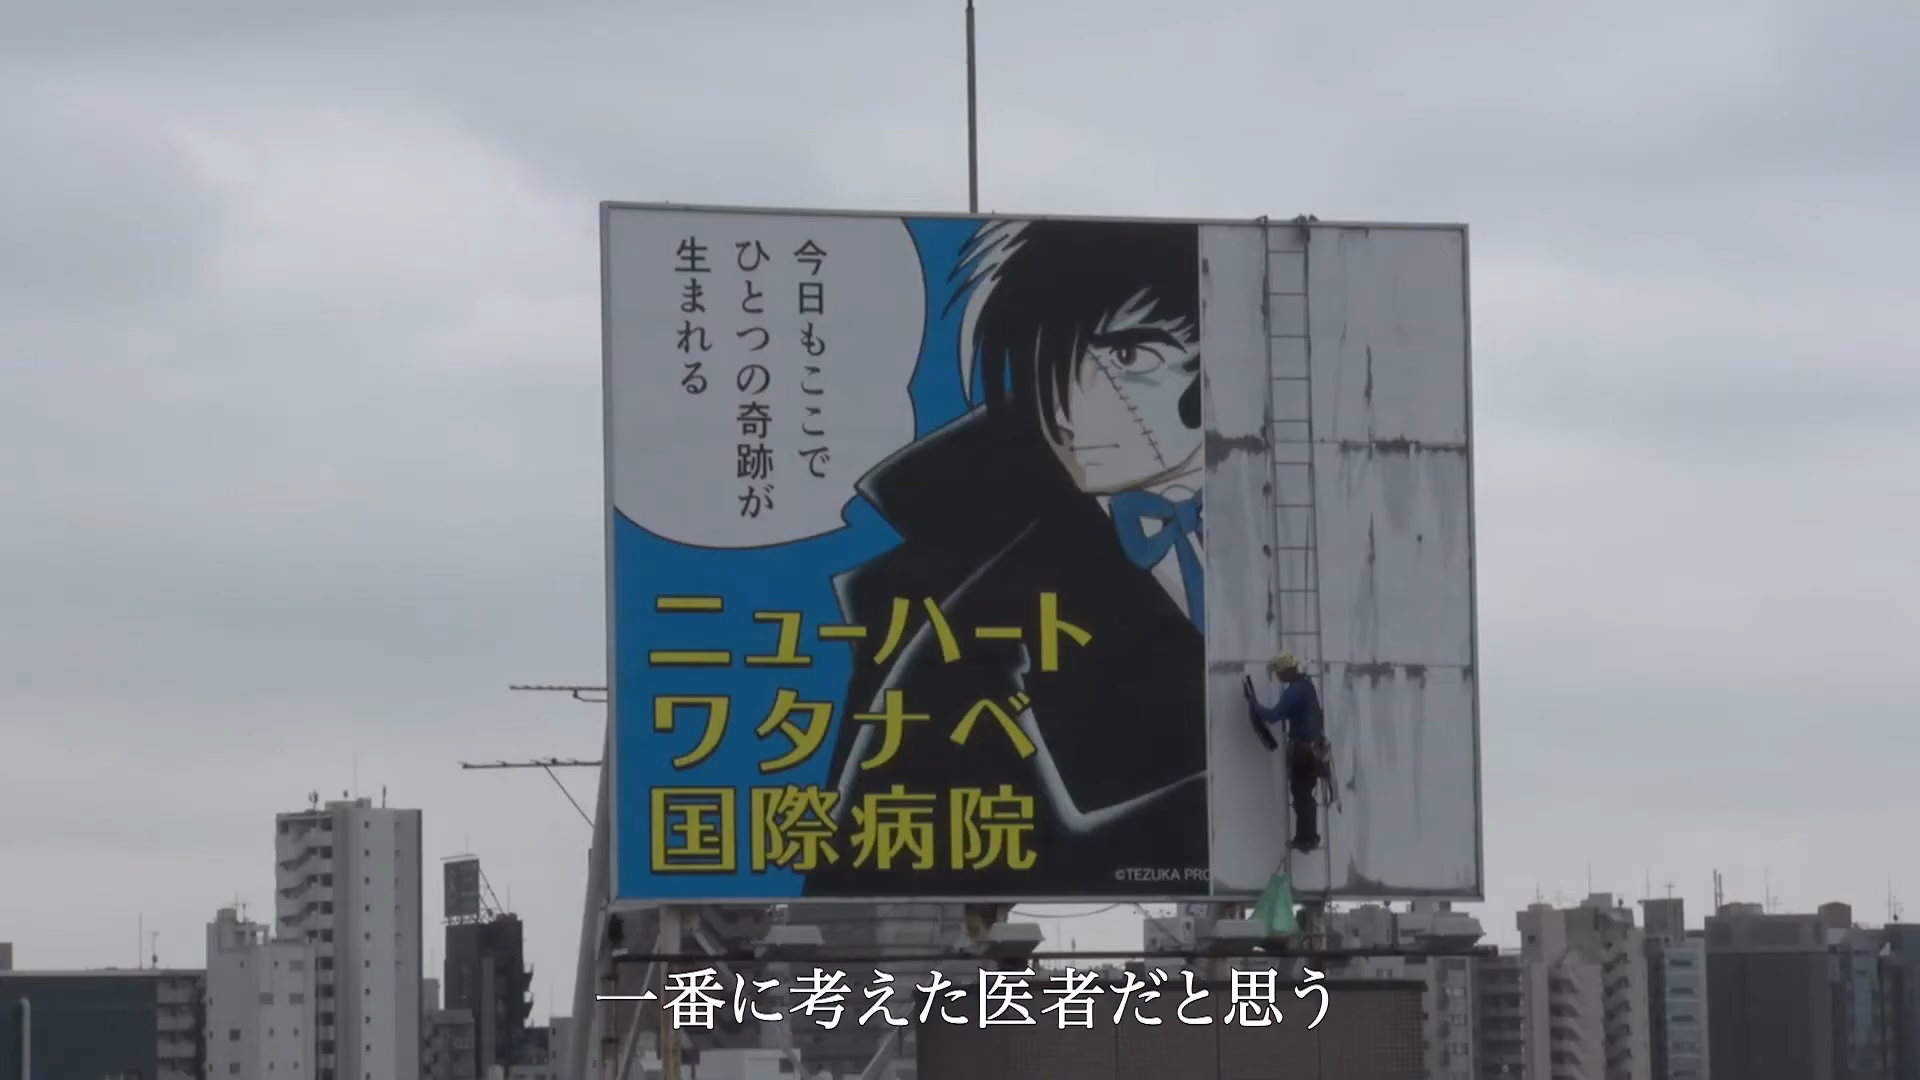 今日もここで
ひとつの奇跡が
生まれる
ニューハート
ワタナベ
国際病院
©TEZUKA PRO
一番に考えた医者だと思う